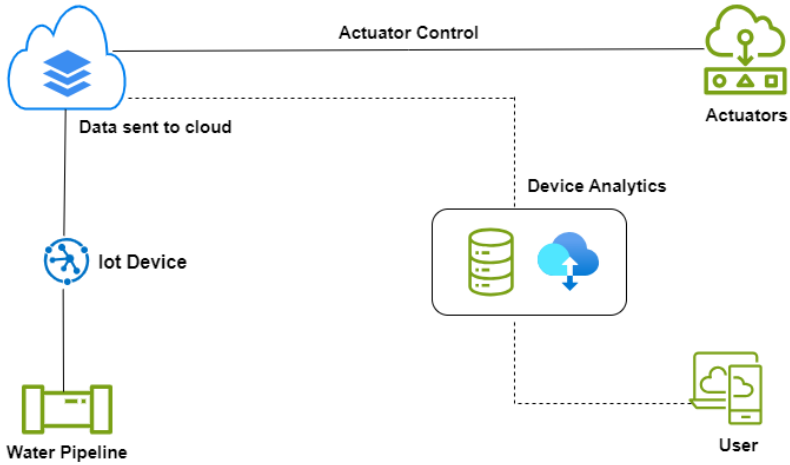 Actuator Control
Actuators
Data sent to cloud
Device Analytics
Iot Device
User
Water Pipeline